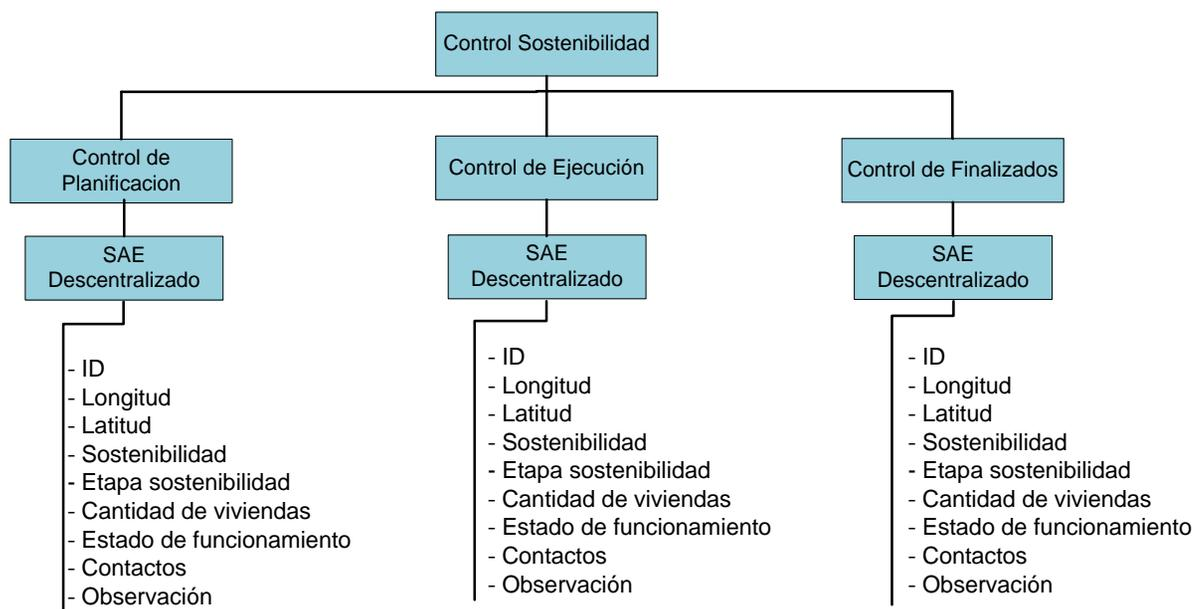 Control Sostenibilidad
Control de
Planificacion
Control de Ejecución
Control de Finalizados
SAE
Descentralizado
SAE
Descentralizado
SAE
Descentralizado
- ID
- Longitud
- Latitud
- Sostenibilidad
- Etapa sostenibilidad
- Cantidad de viviendas
- Estado de funcionamiento
- Contactos
- Observación
- ID
- Longitud
- Latitud
- Sostenibilidad
- Etapa sostenibilidad
- Cantidad de viviendas
- Estado de funcionamiento
- Contactos
- Observación
- ID
- Longitud
- Latitud
- Sostenibilidad
- Etapa sostenibilidad
- Cantidad de viviendas
- Estado de funcionamiento
- Contactos
- Observación